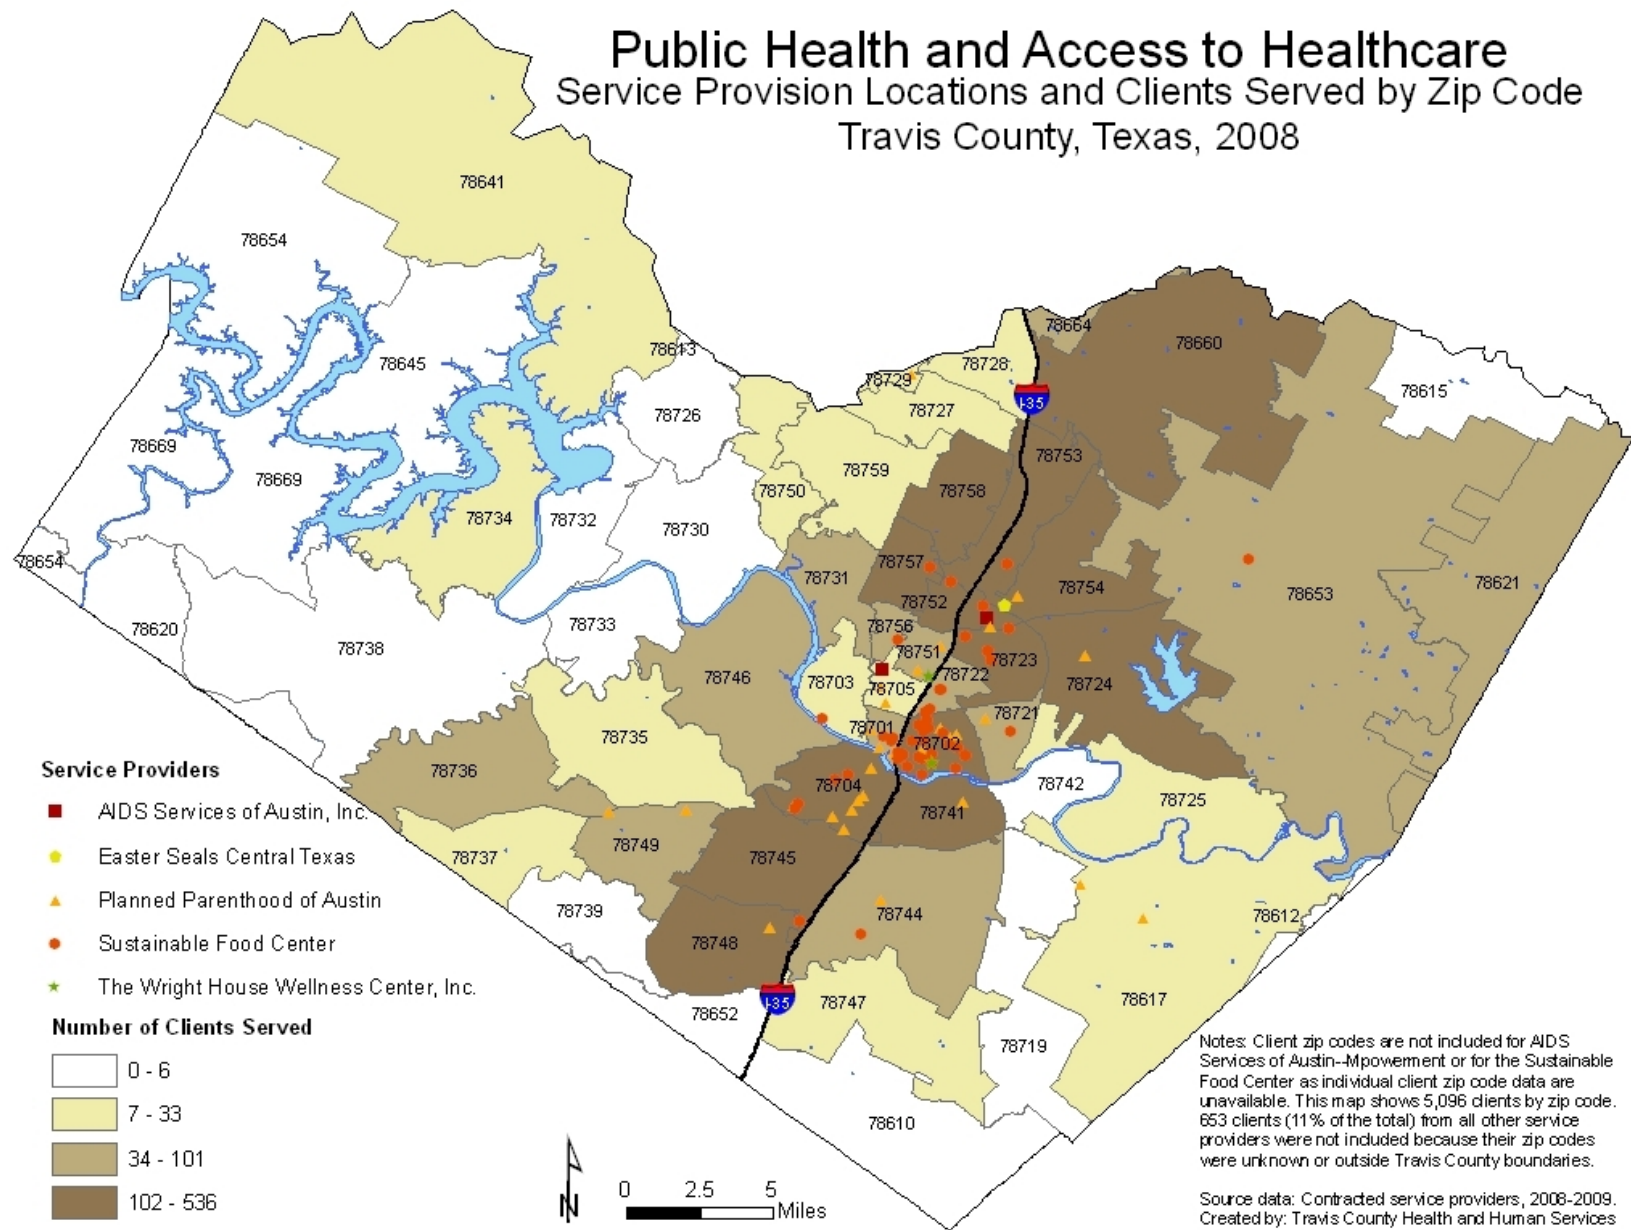 Public Health and Access to Healthcare
Service Provision Locations and Clients Served by Zip Code
Travis County, Texas, 2008
78641
78654
78645
78613
78726
78669
78669
78654
78734
78732
78730
78750
78759
78729
78727
78728
78664
78660
78615
I-35
78753
78758
78757
78752
78754
78731
78756
78751
78723
78722
78724
78653
78621
78620
78738
78733
78746
78703
78705
78701
78702
78721
78735
78736
78704
78741
78742
78725
78737
78749
78745
78739
78748
78744
78612
78617
I-35
78747
78652
78719
78610
Service Providers
AIDS Services of Austin, Inc.
Easter Seals Central Texas
Planned Parenthood of Austin
Sustainable Food Center
The Wright House Wellness Center, Inc.
Number of Clients Served
0 - 6
7 - 33
34 - 101
102 - 536
N
0 2.5 5
Miles
Notes: Client zip codes are not included for AIDS
Services of Austin--Mpowerment or for the Sustainable
Food Center as individual client zip code data are
unavailable. This map shows 5,096 clients by zip code.
653 clients (11% of the total) from all other service
providers were not included because their zip codes
were unknown or outside Travis County boundaries.
Source data: Contracted service providers, 2008-2009.
Created by: Travis County Health and Human Services